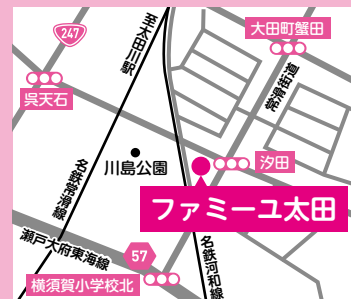 247
至太田川駅
大田町蟹田
呉天石
常滑街道
川島公園
汐田
ファミーユ太田
名鉄常滑線
瀬戸大府東海線
57
名鉄河和線
横須賀小学校北